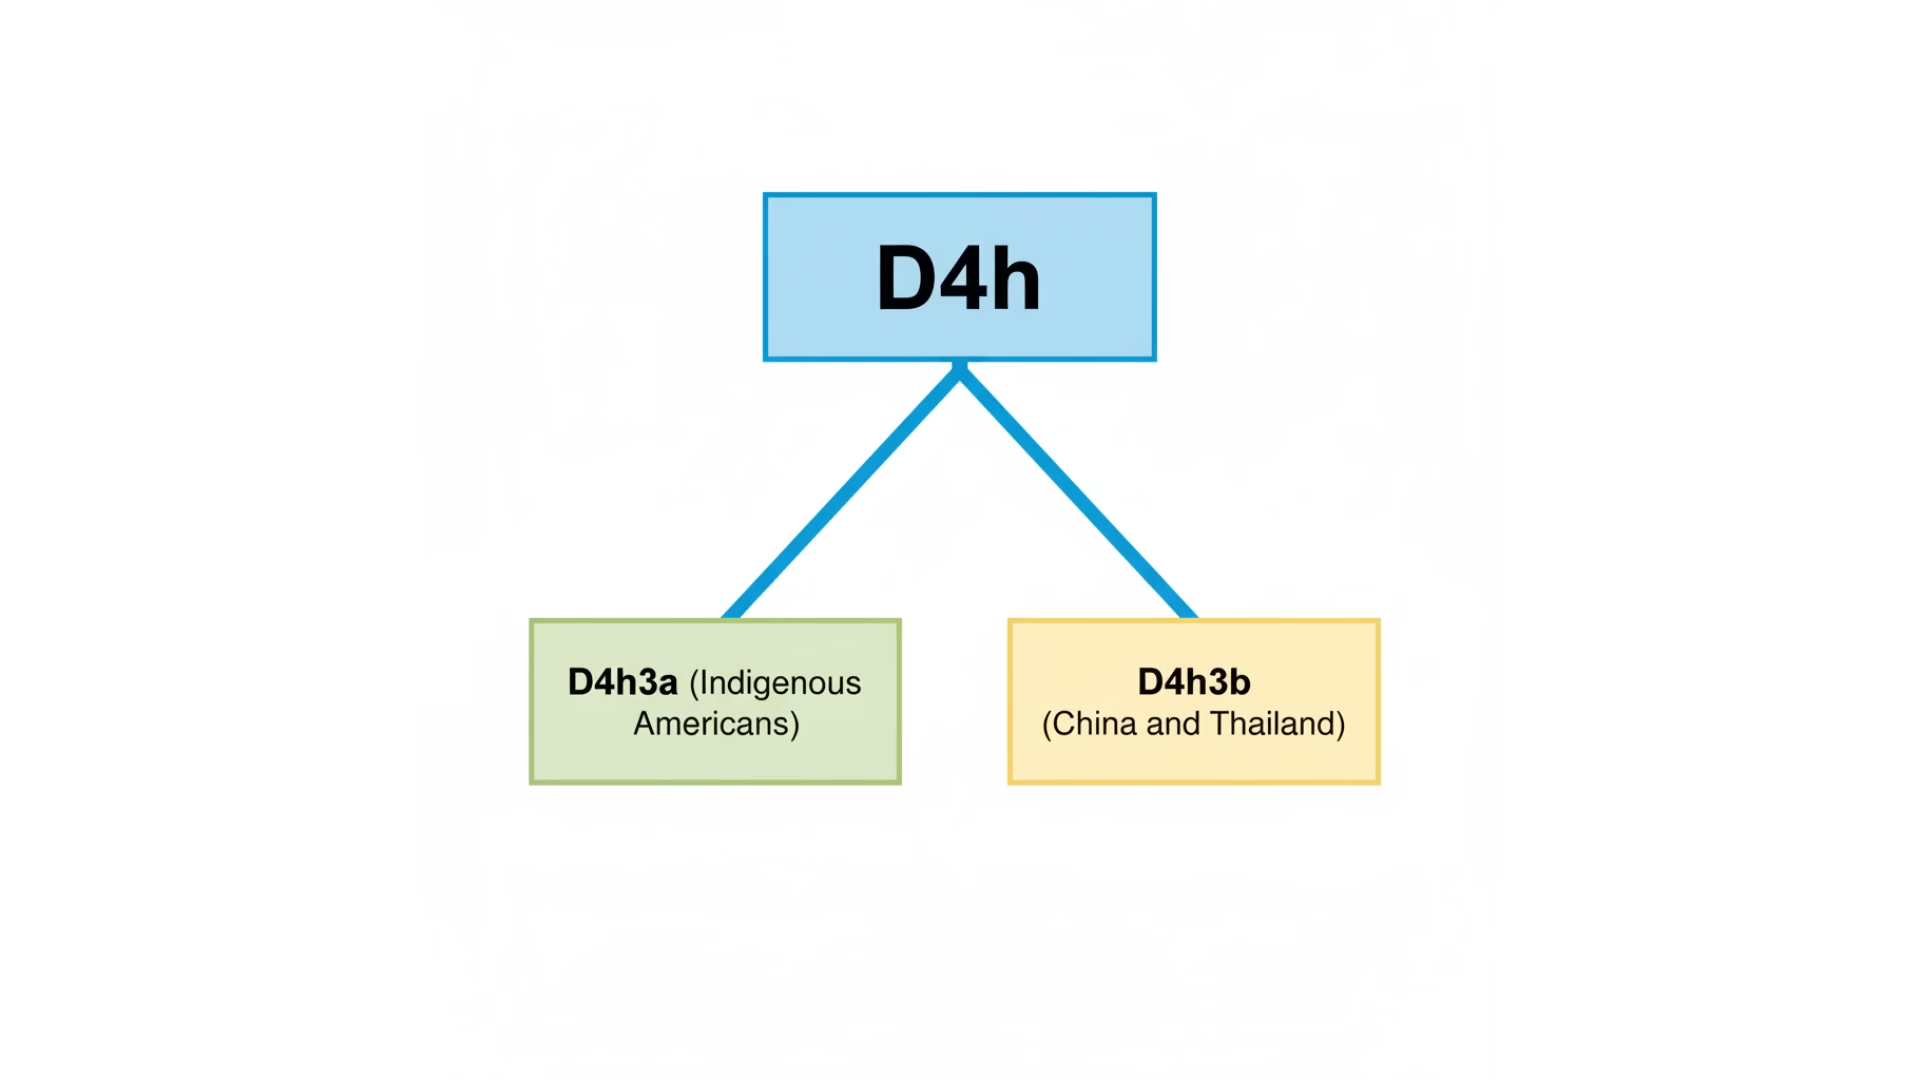 D4h
D4h3a (Indigenous
Americans)
D4h3b
(China and Thailand)